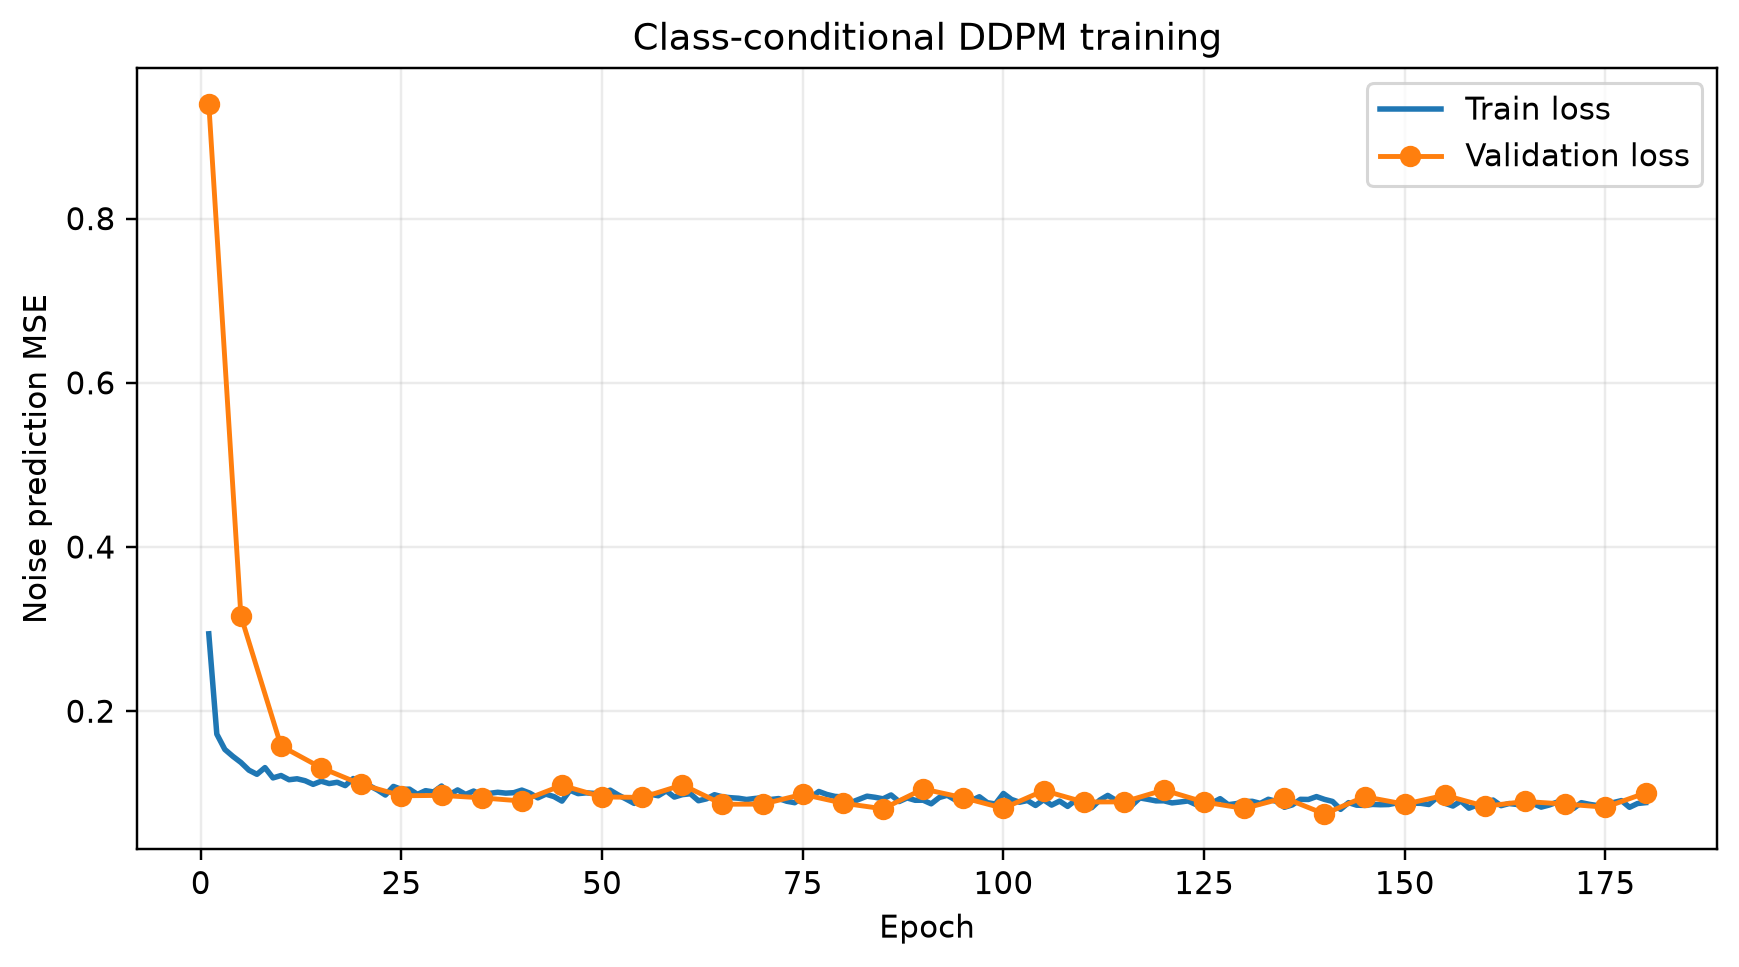 Class-conditional DDPM training
Train loss
Validation loss
Noise prediction MSE
0.8
0.6
0.4
0.2
0 25 50 75 100 125 150 175
Epoch